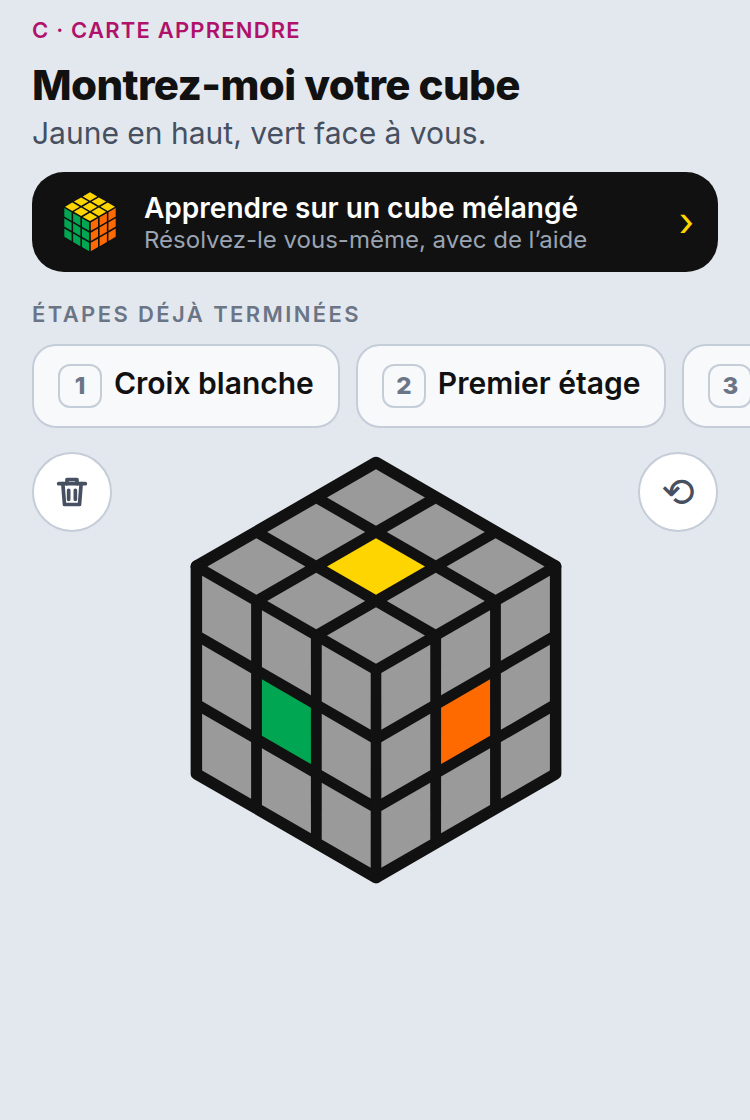 C · CARTE APPRENDRE
Montrez-moi votre cube
Jaune en haut, vert face à vous.
Apprendre sur un cube mélangé
Résolvez-le vous-même, avec de l’aide
ÉTAPES DÉJÀ TERMINÉES
1 Croix blanche
2 Premier étage
3